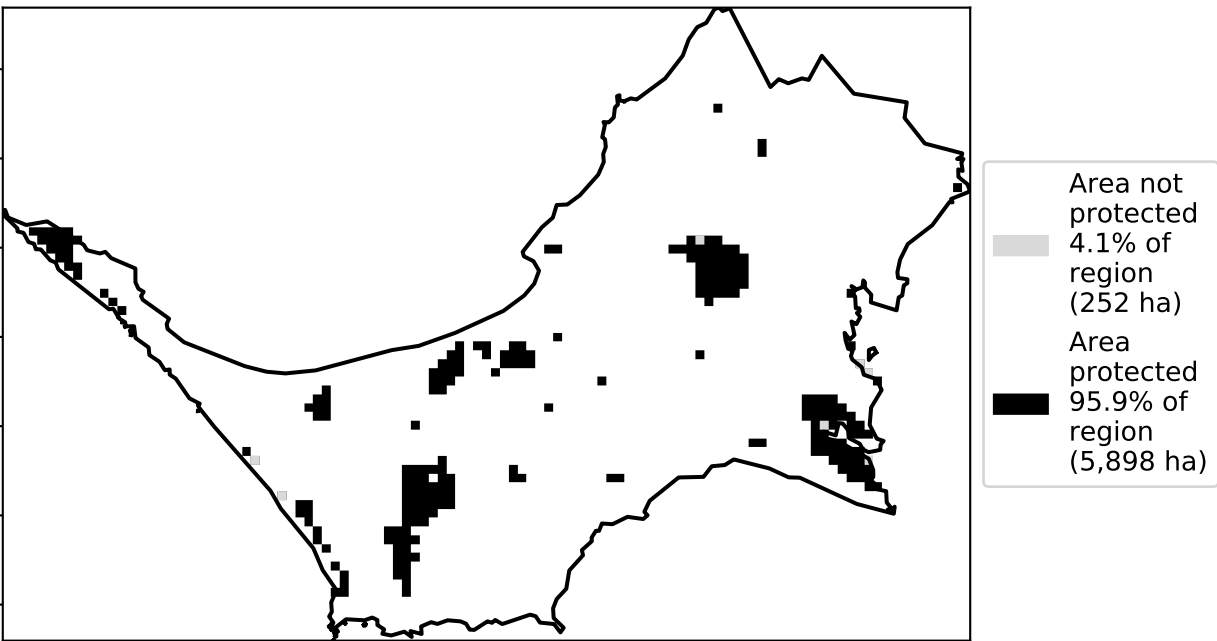 Area not
protected
4.1% of
region
(252 ha)
Area
protected
95.9% of
region
(5,898 ha)